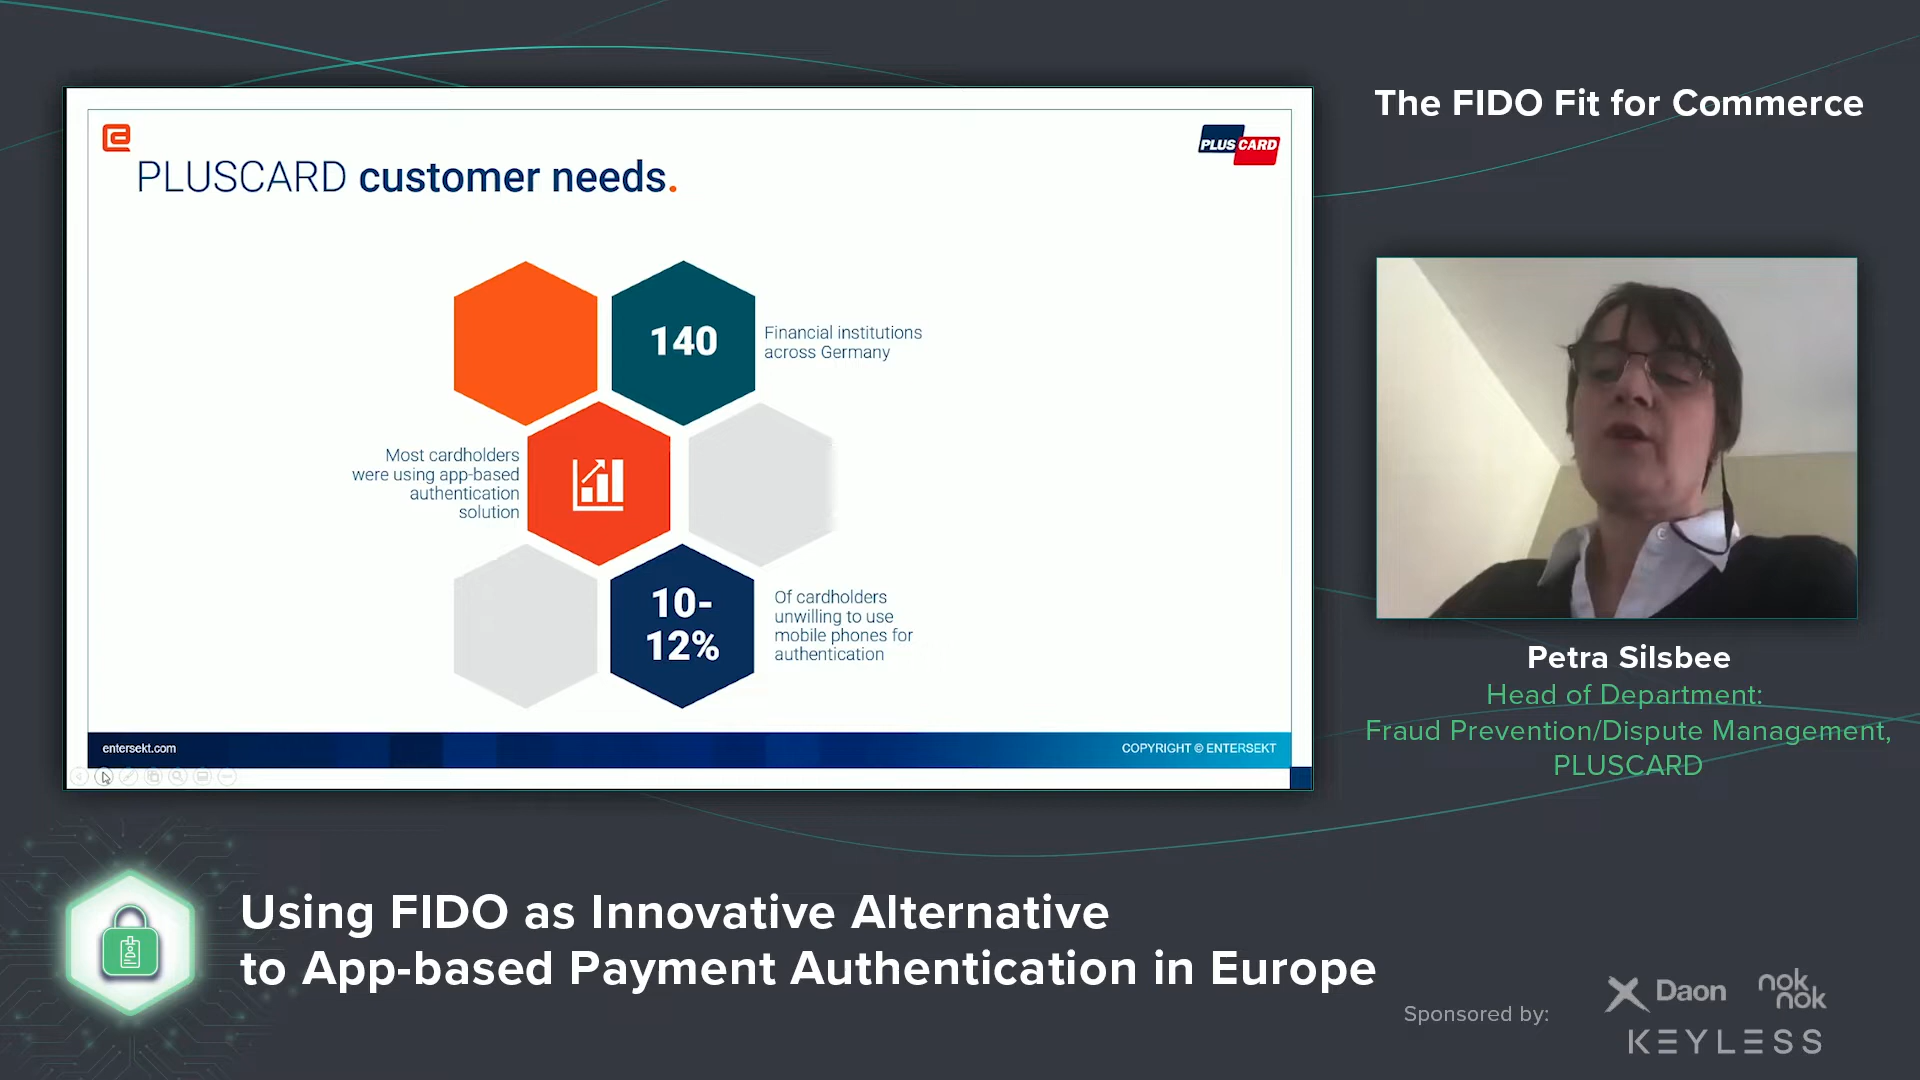 The FIDO Fit for Commerce
PLUSCARD
PLUSCARD customer needs.
140
Financial institutions
across Germany
Most cardholders
were using app-based
authentication
solution
10-
12%
Of cardholders
unwilling to use
mobile phones for
authentication
entersekt.com
COPYRIGHT © ENTERSEKT
Petra Silsbee
Head of Department:
Fraud Prevention/Dispute Management,
PLUSCARD
Using FIDO as Innovative Alternative
to App-based Payment Authentication in Europe
Sponsored by:
Daon
nok
nok
KEYLESS